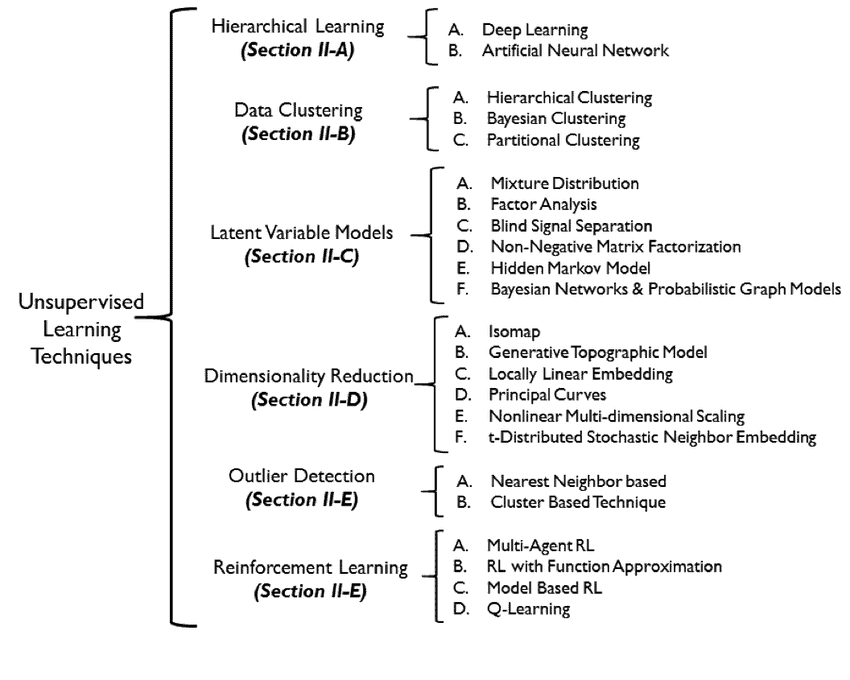 Unsupervised
Learning
Techniques
Hierarchical Learning
(Section II-A)
A. Deep Learning
B. Artificial Neural Network
Data Clustering
(Section II-B)
A. Hierarchical Clustering
B. Bayesian Clustering
C. Partitional Clustering
Latent Variable Models
(Section II-C)
A. Mixture Distribution
B. Factor Analysis
C. Blind Signal Separation
D. Non-Negative Matrix Factorization
E. Hidden Markov Model
F. Bayesian Networks & Probabilistic Graph Models
Dimensionality Reduction
(Section II-D)
A. Isomap
B. Generative Topographic Model
C. Locally Linear Embedding
D. Principal Curves
E. Nonlinear Multi-dimensional Scaling
F. t-Distributed Stochastic Neighbor Embedding
Outlier Detection
(Section II-E)
A. Nearest Neighbor based
B. Cluster Based Technique
Reinforcement Learning
(Section II-E)
A. Multi-Agent RL
B. RL with Function Approximation
C. Model Based RL
D. Q-Learning